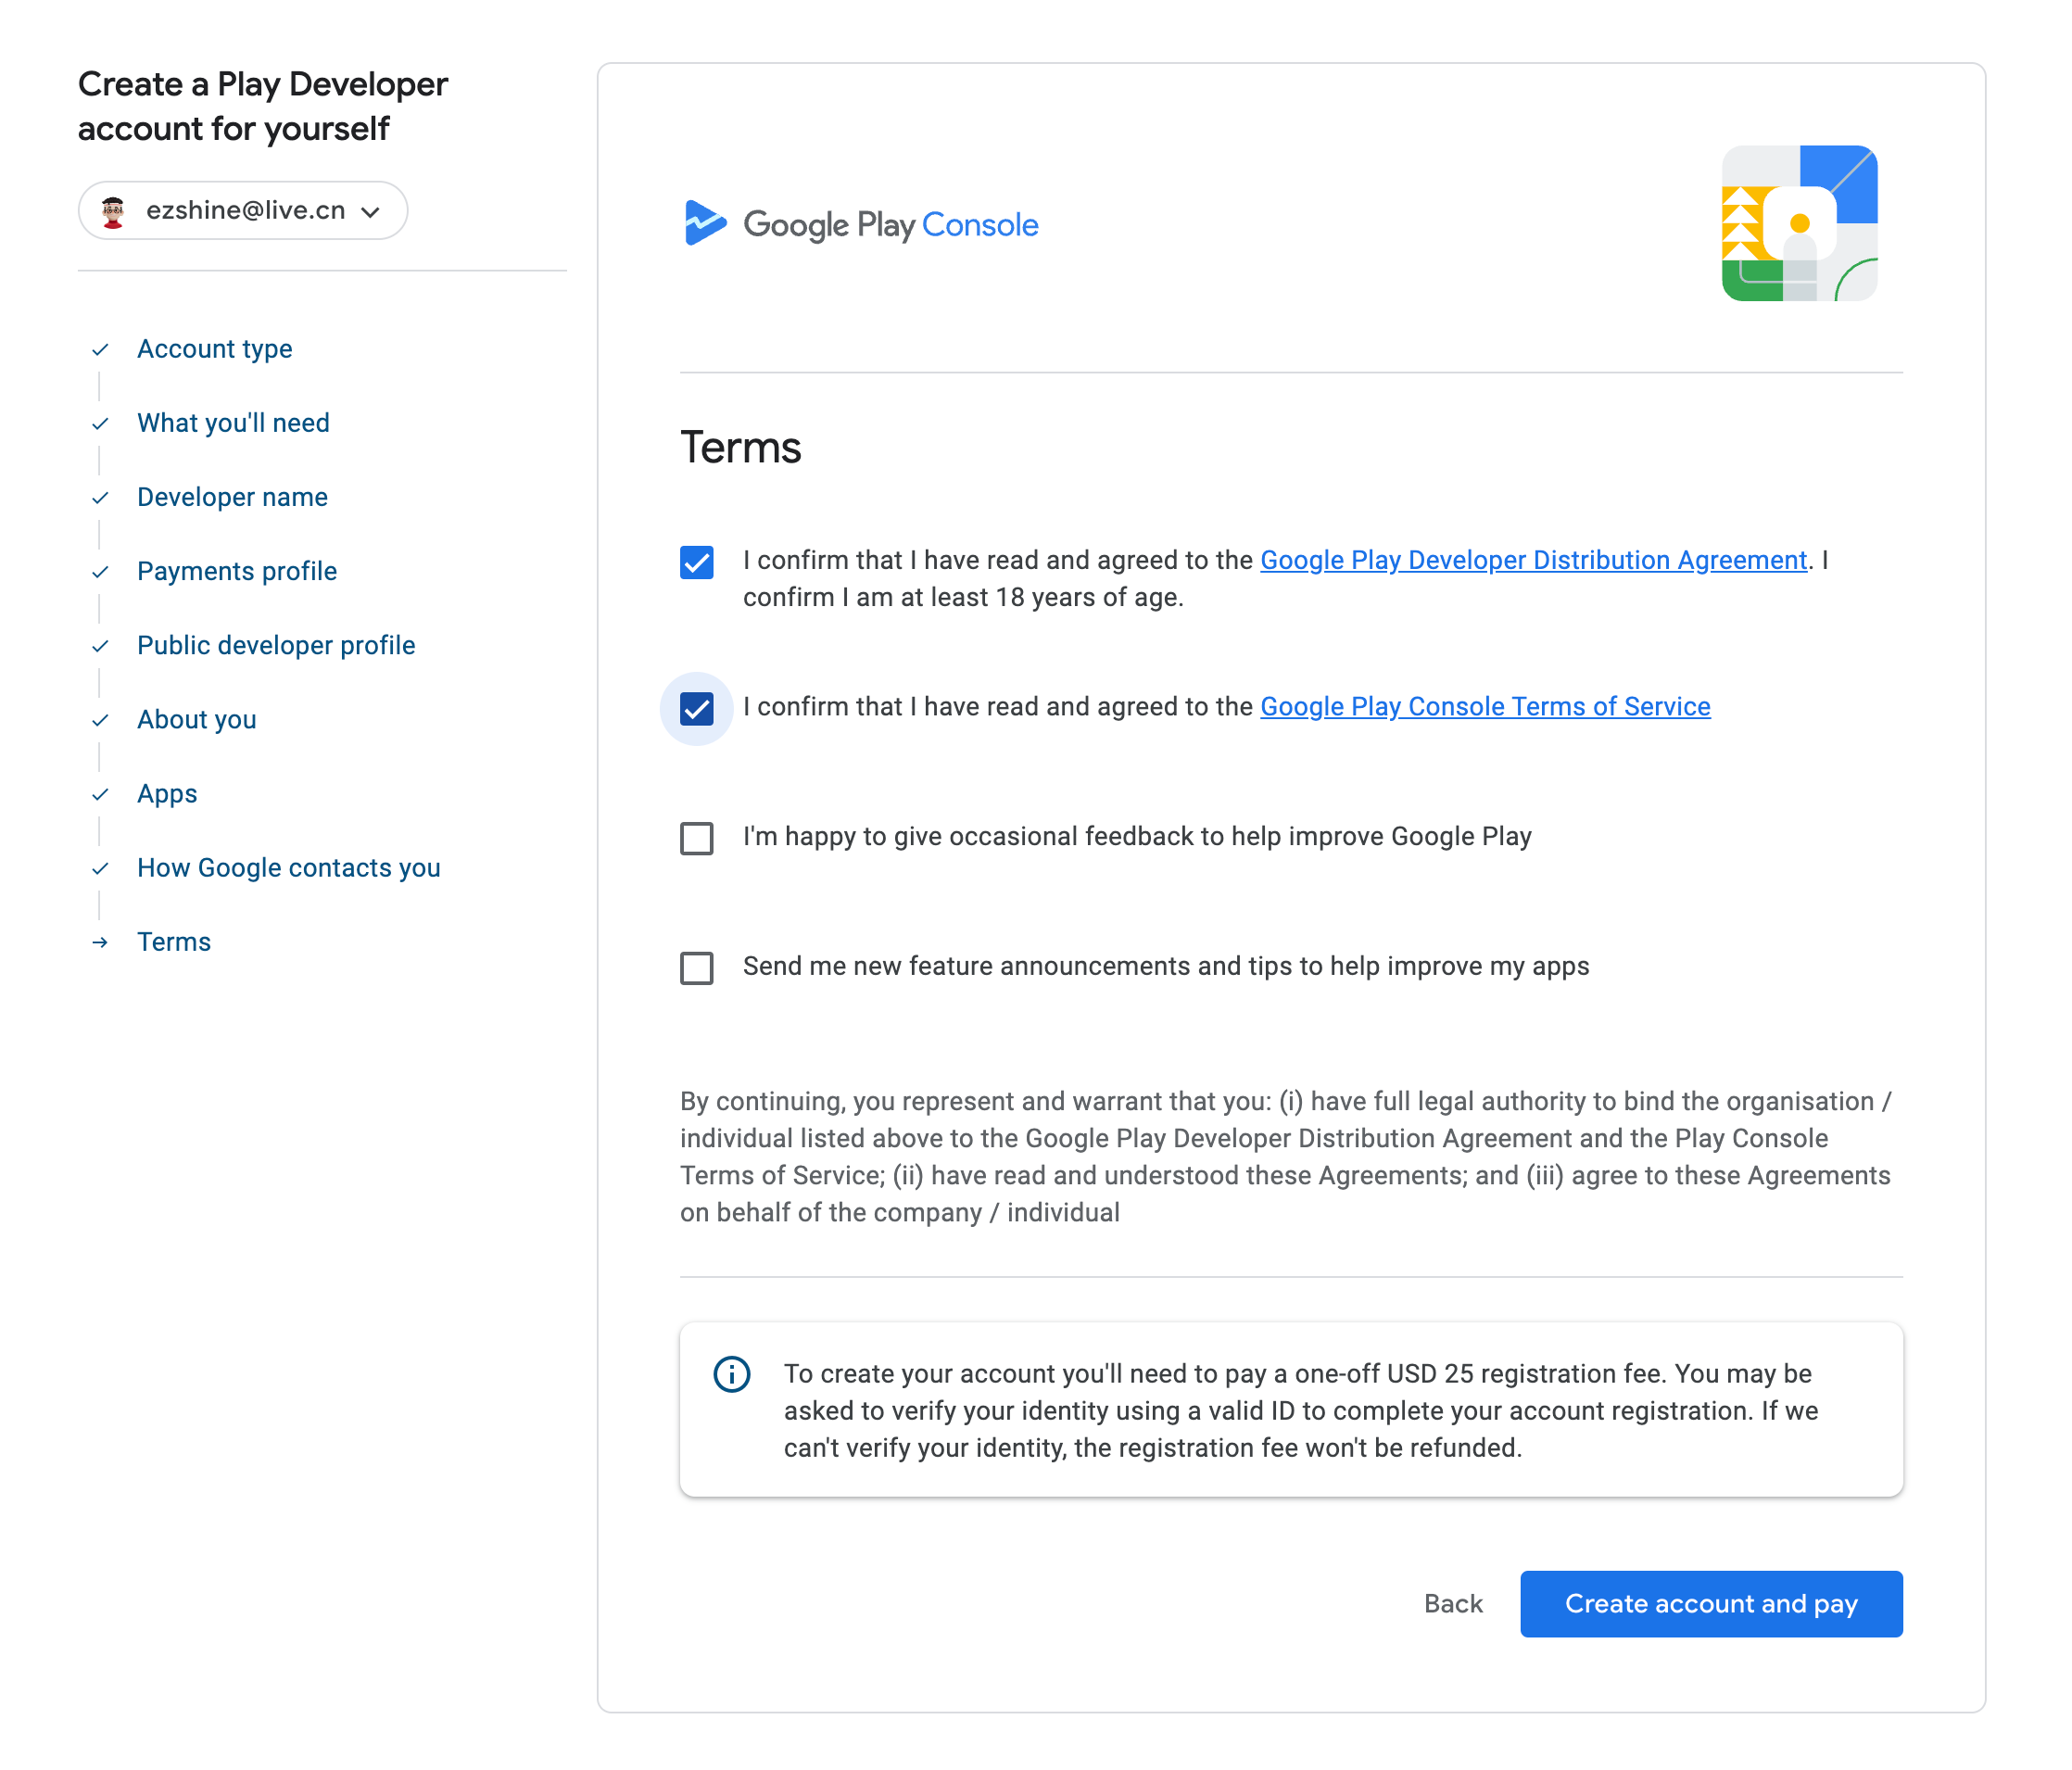 Create a Play Developer
account for yourself
ezshine@live.cn
Account type
What you'll need
Developer name
Payments profile
Public developer profile
About you
Apps
How Google contacts you
Terms
Google Play Console
Terms
I confirm that I have read and agreed to the Google Play Developer Distribution Agreement. I
confirm I am at least 18 years of age.
I confirm that I have read and agreed to the Google Play Console Terms of Service
I'm happy to give occasional feedback to help improve Google Play
Send me new feature announcements and tips to help improve my apps
By continuing, you represent and warrant that you: (i) have full legal authority to bind the organisation /
individual listed above to the Google Play Developer Distribution Agreement and the Play Console
Terms of Service; (ii) have read and understood these Agreements; and (iii) agree to these Agreements
on behalf of the company / individual
To create your account you'll need to pay a one-off USD 25 registration fee. You may be
asked to verify your identity using a valid ID to complete your account registration. If we
can't verify your identity, the registration fee won't be refunded.
Back
Create account and pay